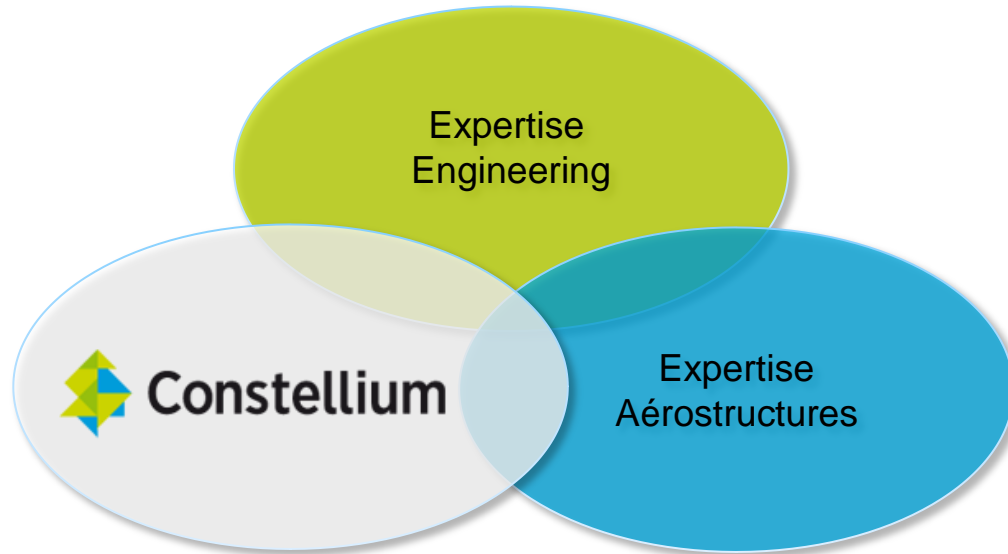 Expertise
Engineering
Constellium
Expertise
Aérostructures